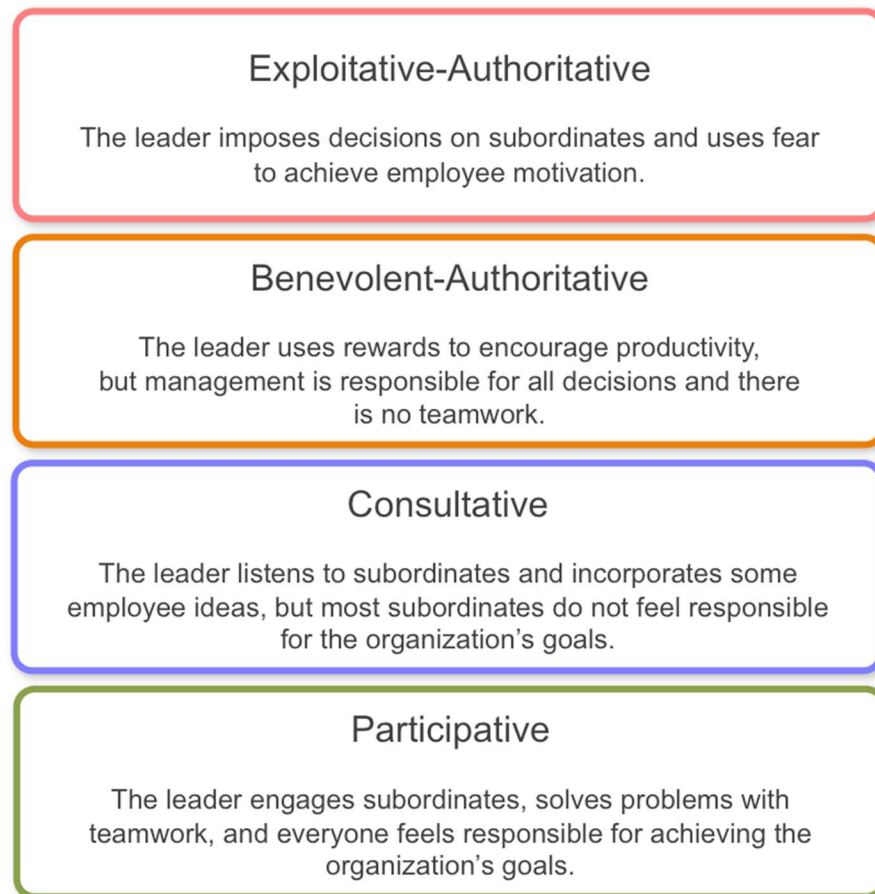 Exploitative-Authoritative
The leader imposes decisions on subordinates and uses fear
to achieve employee motivation.
Benevolent-Authoritative
The leader uses rewards to encourage productivity,
but management is responsible for all decisions and there
is no teamwork.
Consultative
The leader listens to subordinates and incorporates some
employee ideas, but most subordinates do not feel responsible
for the organization’s goals.
Participative
The leader engages subordinates, solves problems with
teamwork, and everyone feels responsible for achieving the
organization’s goals.